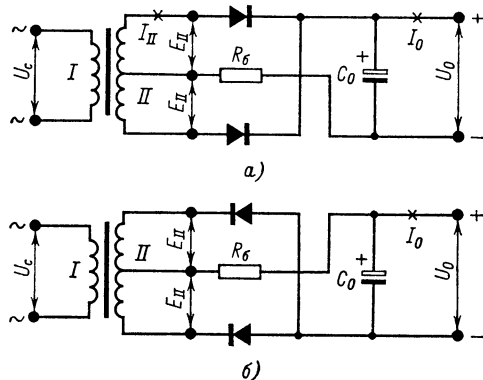 ~ I_II E_II I_0 +
U_c I II E_II R_б C_0 + U_0
~ −
а)
~ II E_II R_б I_0 +
U_c I E_II C_0 + U_0
~ −
б)